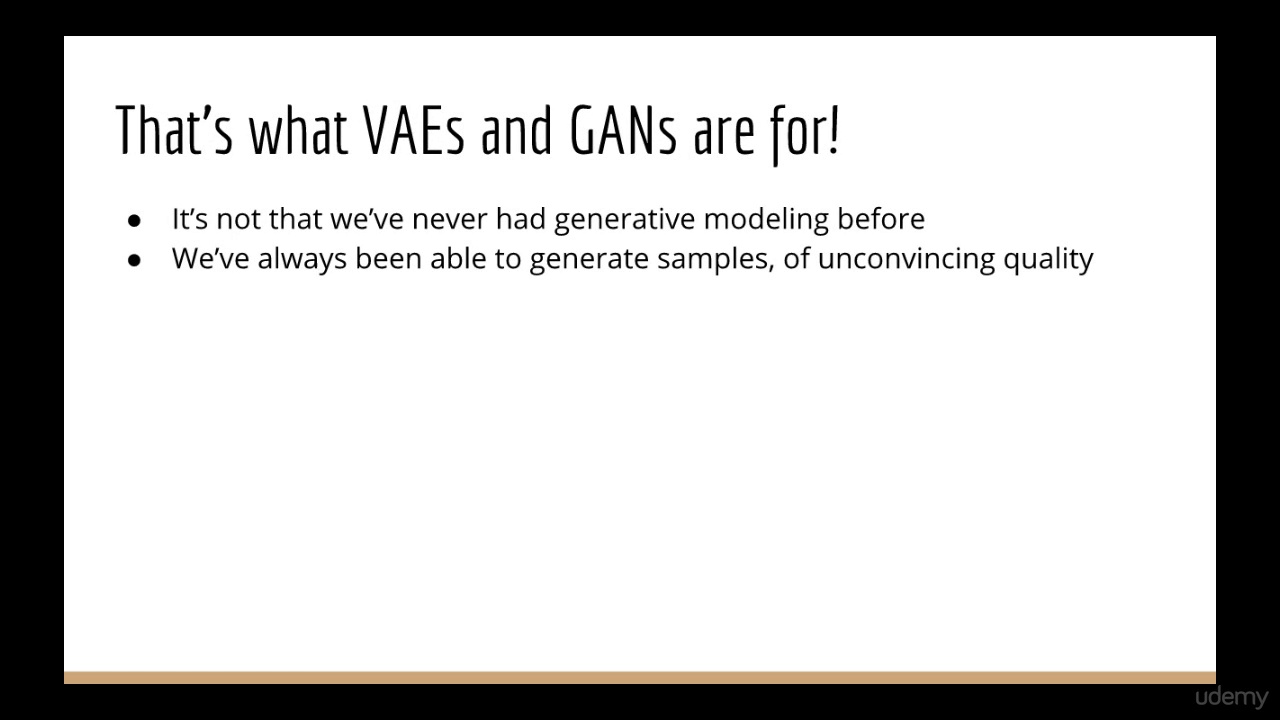 That’s what VAEs and GANs are for!
● It’s not that we’ve never had generative modeling before
● We’ve always been able to generate samples, of unconvincing quality
udemy